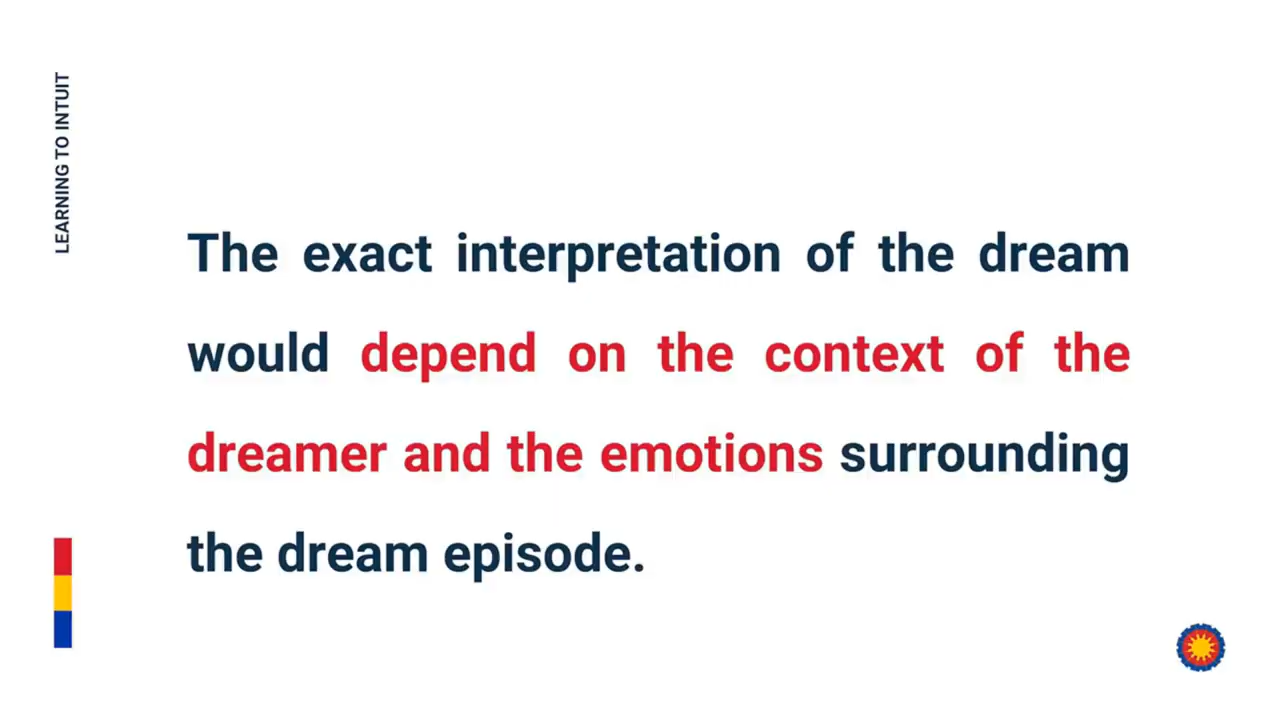 LEARNING TO INTUIT
The exact interpretation of the dream
would depend on the context of the
dreamer and the emotions surrounding
the dream episode.